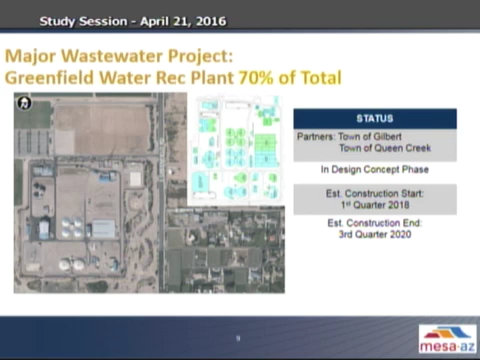 Study Session - April 21, 2016
Major Wastewater Project:
Greenfield Water Rec Plant 70% of Total
STATUS
Partners: Town of Gilbert
Town of Queen Creek
In Design Concept Phase
Est. Construction Start:
1st Quarter 2018
Est. Construction End:
3rd Quarter 2020
9
mesa·az